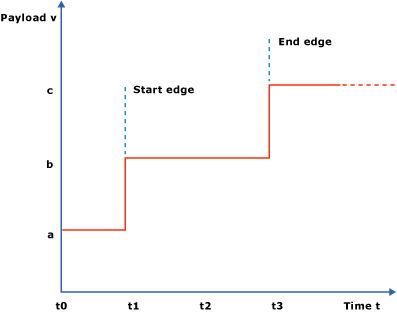 Payload v
End edge
c
Start edge
b
a
t0
t1
t2
t3
Time t